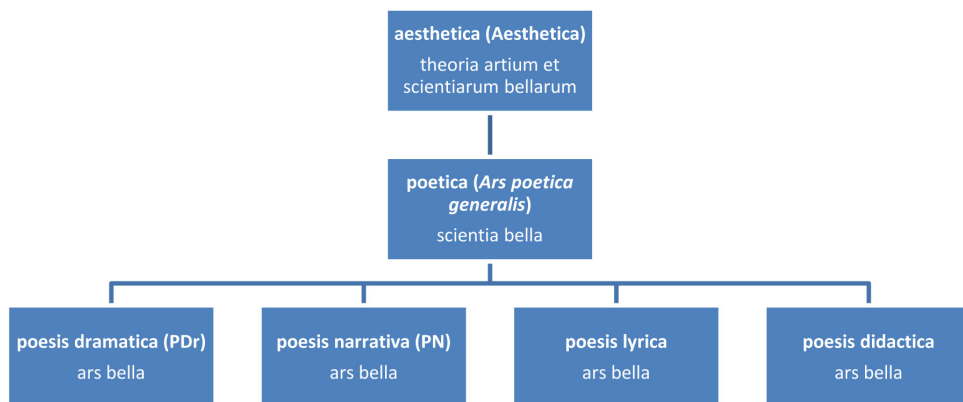 aesthetica (Aesthetica)
theoria artium et
scientiarum bellarum
poetica (Ars poetica
generalis)
scientia bella
poesis dramatica (PDr)
ars bella
poesis narrativa (PN)
ars bella
poesis lyrica
ars bella
poesis didactica
ars bella